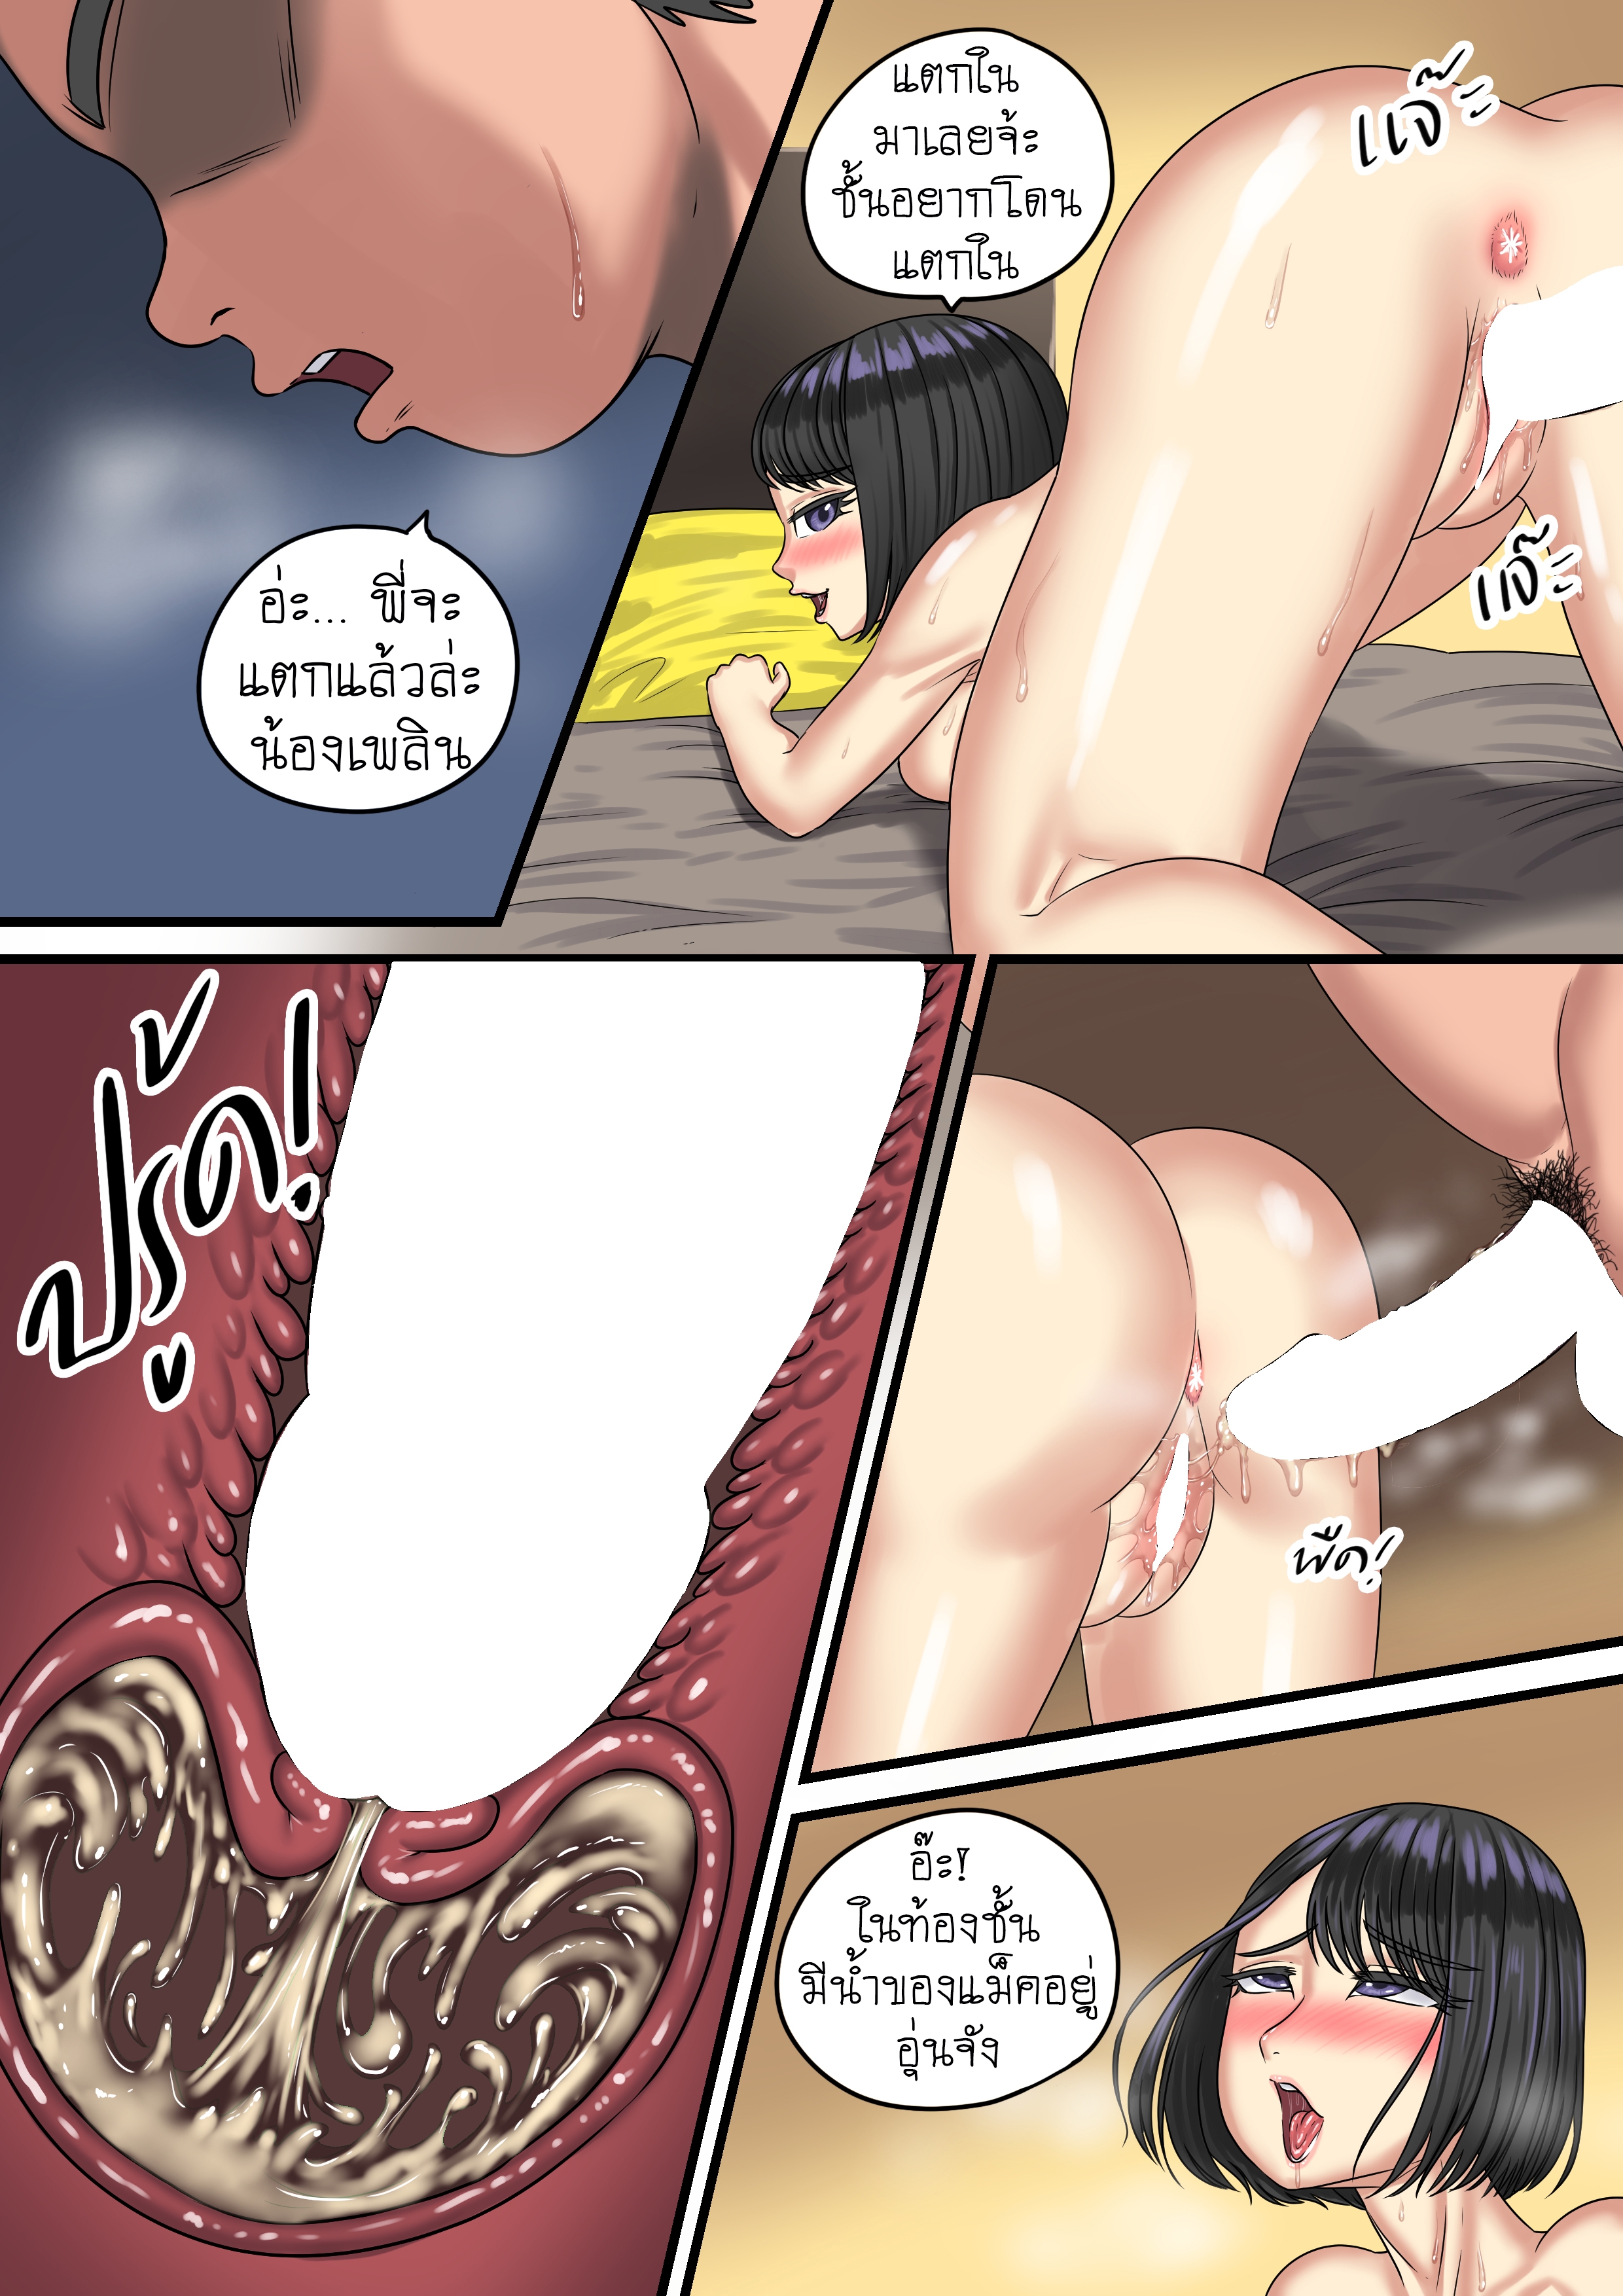 อ่ะ... พี่จะ
แตกแล้วล่ะ
น้องเพลิน
แตกใน
มาเลยจ้ะ
ชั้นอยากโดน
แตกใน
แจ๊ะ
แจ๊ะ
ปรู้ด!
พืด!
อ๊ะ!
ในท้องชั้น
มีน้ำของแม็คอยู่
อุ่นจัง